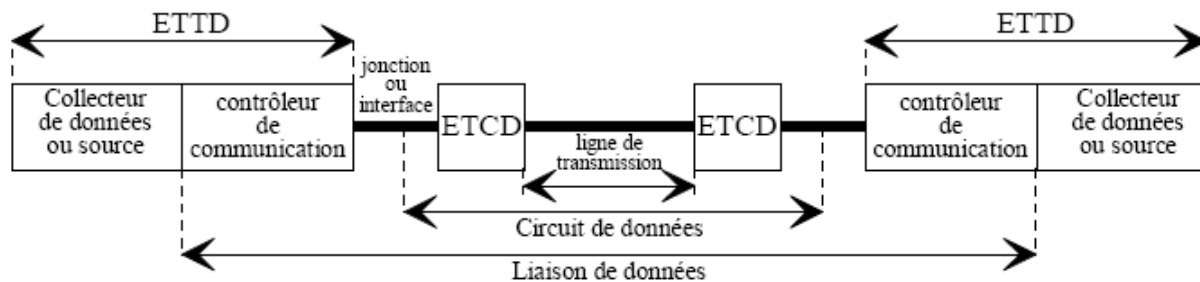 ETTD
ETTD
jonction
ou
interface
Collecteur
de données
ou source
contrôleur
de
communication
ETCD
ETCD
contrôleur
de
communication
Collecteur
de données
ou source
ligne de
transmission
Circuit de données
Liaison de données